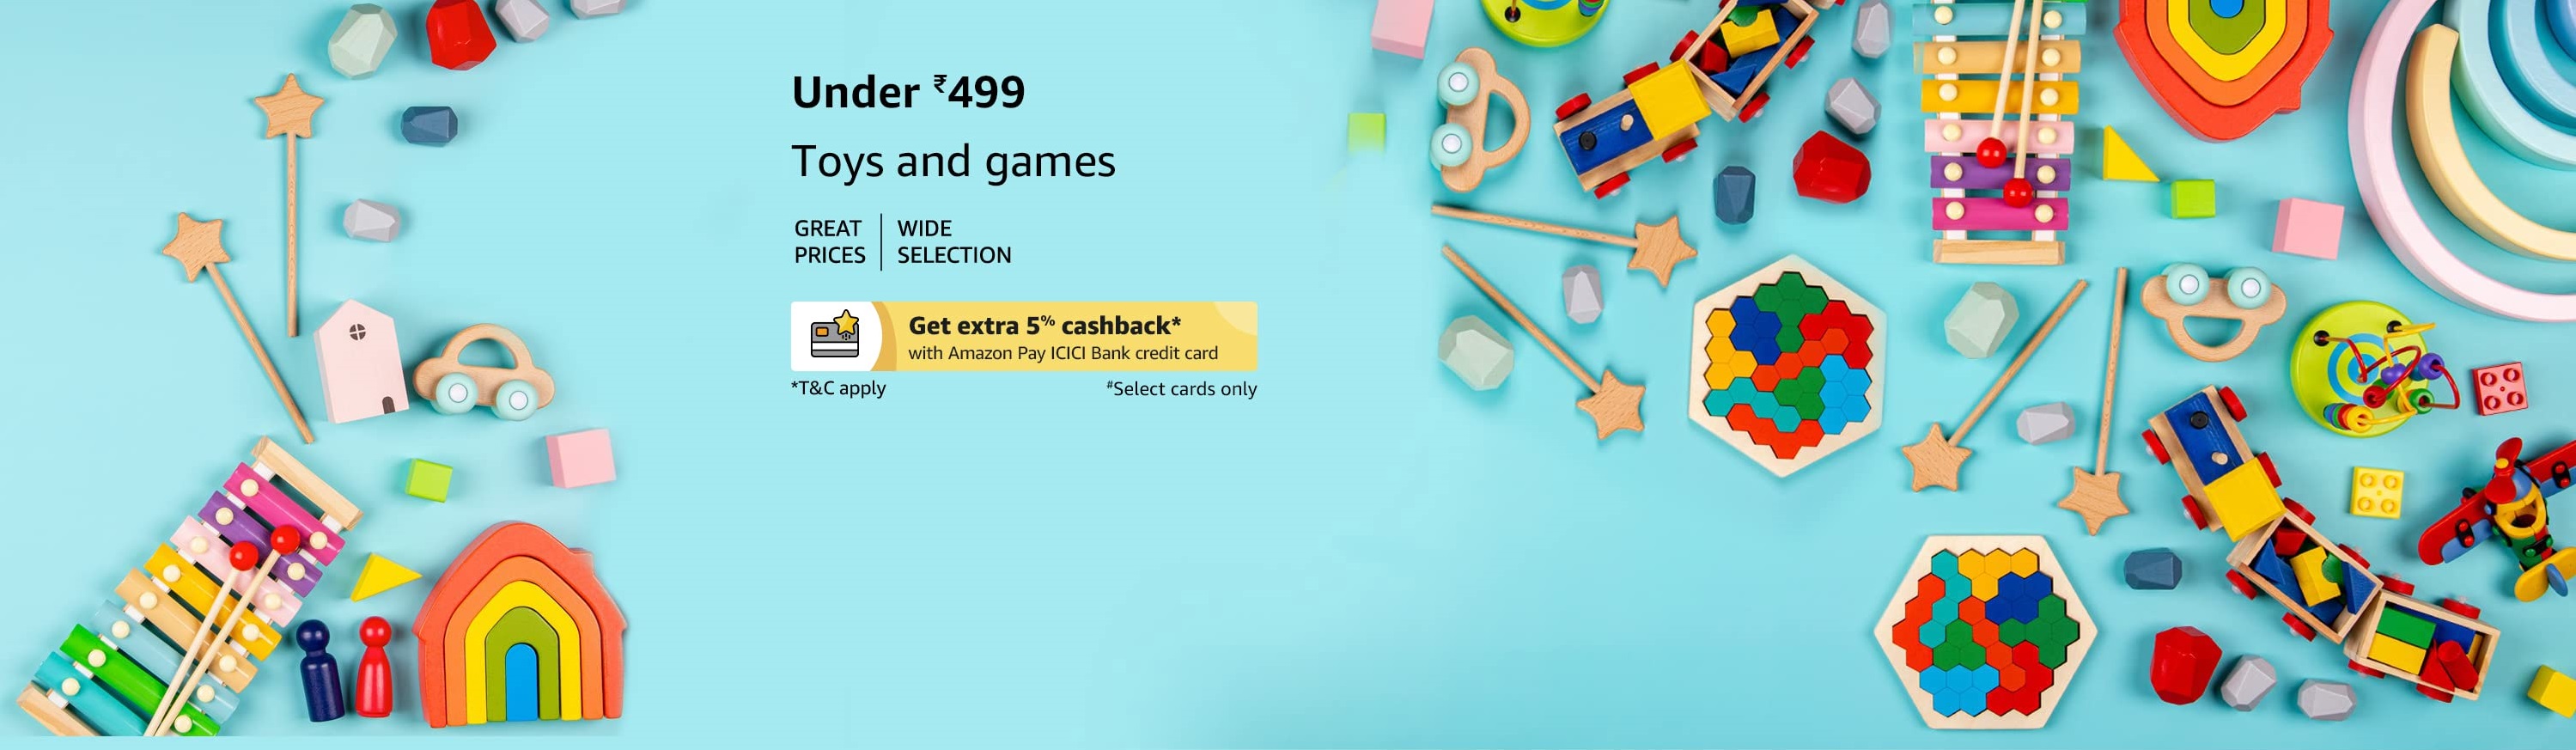 Under ₹499
Toys and games
GREAT PRICES | WIDE SELECTION
Get extra 5% cashback*
with Amazon Pay ICICI Bank credit card
*T&C apply
#Select cards only